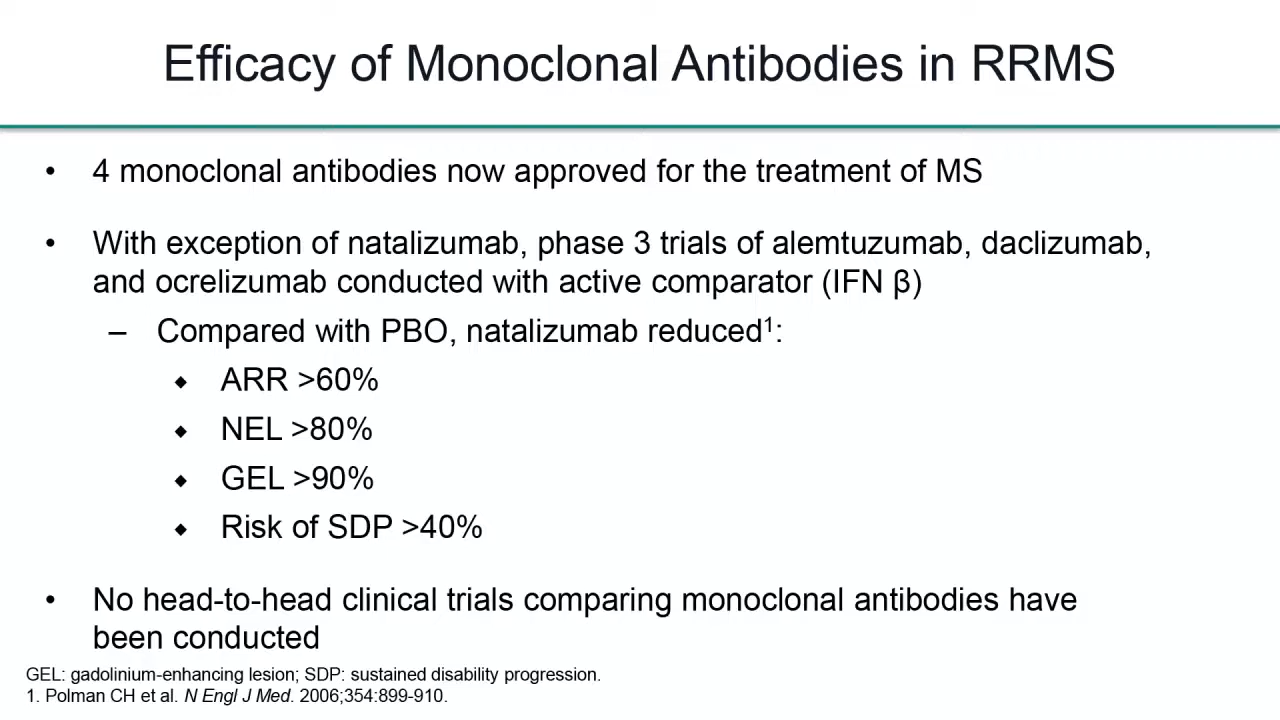 Efficacy of Monoclonal Antibodies in RRMS
• 4 monoclonal antibodies now approved for the treatment of MS
• With exception of natalizumab, phase 3 trials of alemtuzumab, daclizumab,
and ocrelizumab conducted with active comparator (IFN β)
– Compared with PBO, natalizumab reduced¹:
◆ ARR >60%
◆ NEL >80%
◆ GEL >90%
◆ Risk of SDP >40%
• No head-to-head clinical trials comparing monoclonal antibodies have
been conducted
GEL: gadolinium-enhancing lesion; SDP: sustained disability progression.
1. Polman CH et al. N Engl J Med. 2006;354:899-910.